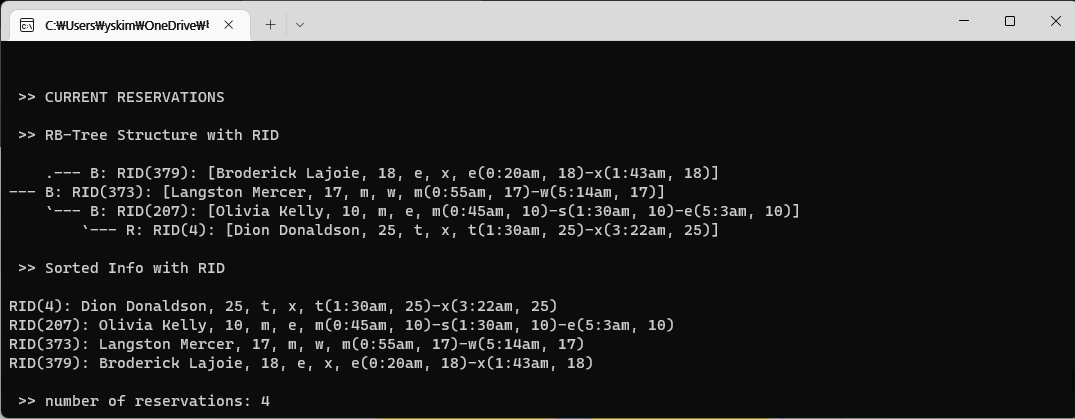 C:₩Users₩yskim₩OneDrive₩
>> CURRENT RESERVATIONS
>> RB-Tree Structure with RID
.--- B: RID(379): [Broderick Lajoie, 18, e, x, e(0:20am, 18)-x(1:43am, 18)]
--- B: RID(373): [Langston Mercer, 17, m, w, m(0:55am, 17)-w(5:14am, 17)]
`--- B: RID(207): [Olivia Kelly, 10, m, e, m(0:45am, 10)-s(1:30am, 10)-e(5:3am, 10)]
`--- R: RID(4): [Dion Donaldson, 25, t, x, t(1:30am, 25)-x(3:22am, 25)]
>> Sorted Info with RID
RID(4): Dion Donaldson, 25, t, x, t(1:30am, 25)-x(3:22am, 25)
RID(207): Olivia Kelly, 10, m, e, m(0:45am, 10)-s(1:30am, 10)-e(5:3am, 10)
RID(373): Langston Mercer, 17, m, w, m(0:55am, 17)-w(5:14am, 17)
RID(379): Broderick Lajoie, 18, e, x, e(0:20am, 18)-x(1:43am, 18)
>> number of reservations: 4